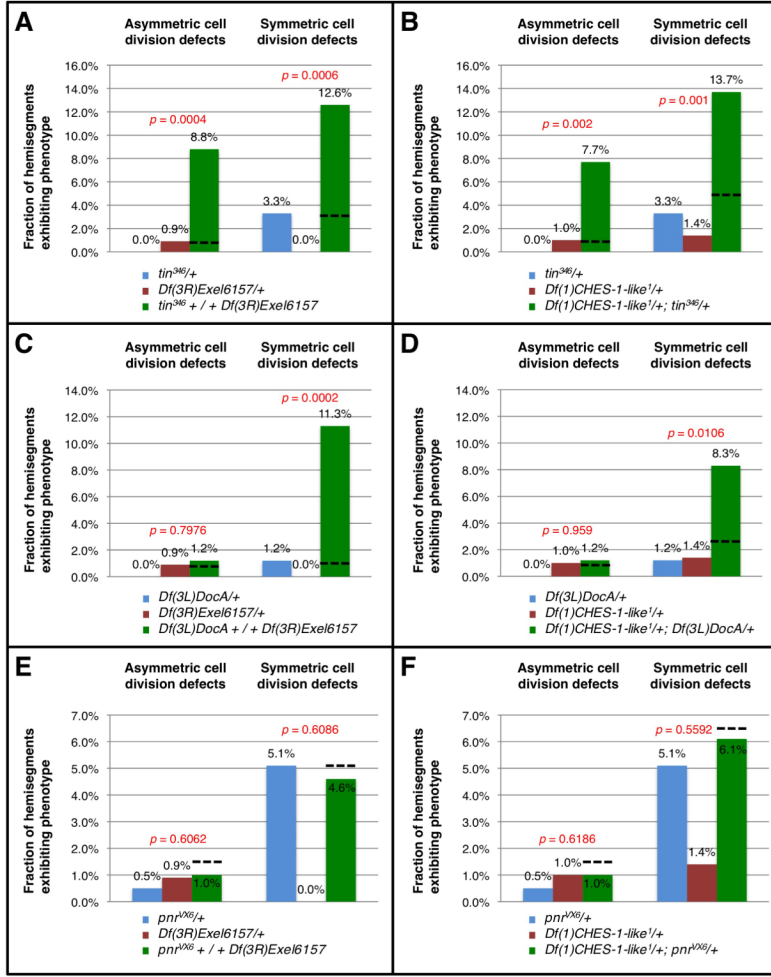 A
Asymmetric cell division defects
Symmetric cell division defects
Fraction of hemisegments exhibiting phenotype
16.0%
14.0%
12.0%
10.0%
8.0%
6.0%
4.0%
2.0%
0.0%
p = 0.0004
p = 0.0006
0.0%
0.9%
8.8%
3.3%
0.0%
12.6%
tin³⁴⁶/+
Df(3R)Exel6157/+
tin³⁴⁶ + / + Df(3R)Exel6157
B
Asymmetric cell division defects
Symmetric cell division defects
Fraction of hemisegments exhibiting phenotype
16.0%
14.0%
12.0%
10.0%
8.0%
6.0%
4.0%
2.0%
0.0%
p = 0.002
p = 0.001
0.0%
1.0%
7.7%
3.3%
1.4%
13.7%
tin³⁴⁶/+
Df(1)CHES-1-like¹/+
Df(1)CHES-1-like¹/+; tin³⁴⁶/+
C
Asymmetric cell division defects
Symmetric cell division defects
Fraction of hemisegments exhibiting phenotype
14.0%
12.0%
10.0%
8.0%
6.0%
4.0%
2.0%
0.0%
p = 0.7976
p = 0.0002
0.0%
0.9%
1.2%
1.2%
0.0%
11.3%
Df(3L)DocA/+
Df(3R)Exel6157/+
Df(3L)DocA + / + Df(3R)Exel6157
D
Asymmetric cell division defects
Symmetric cell division defects
Fraction of hemisegments exhibiting phenotype
14.0%
12.0%
10.0%
8.0%
6.0%
4.0%
2.0%
0.0%
p = 0.959
p = 0.0106
0.0%
1.0%
1.2%
1.2%
1.4%
8.3%
Df(3L)DocA/+
Df(1)CHES-1-like¹/+
Df(1)CHES-1-like¹/+; Df(3L)DocA/+
E
Asymmetric cell division defects
Symmetric cell division defects
Fraction of hemisegments exhibiting phenotype
7.0%
6.0%
5.0%
4.0%
3.0%
2.0%
1.0%
0.0%
p = 0.6062
p = 0.6086
0.5%
0.9%
1.0%
5.1%
0.0%
4.6%
pnrⱽˣ⁶/+
Df(3R)Exel6157/+
pnrⱽˣ⁶ + / + Df(3R)Exel6157
F
Asymmetric cell division defects
Symmetric cell division defects
Fraction of hemisegments exhibiting phenotype
7.0%
6.0%
5.0%
4.0%
3.0%
2.0%
1.0%
0.0%
p = 0.6186
p = 0.5592
0.5%
1.0%
1.0%
5.1%
1.4%
6.1%
pnrⱽˣ⁶/+
Df(1)CHES-1-like¹/+
Df(1)CHES-1-like¹/+; pnrⱽˣ⁶/+